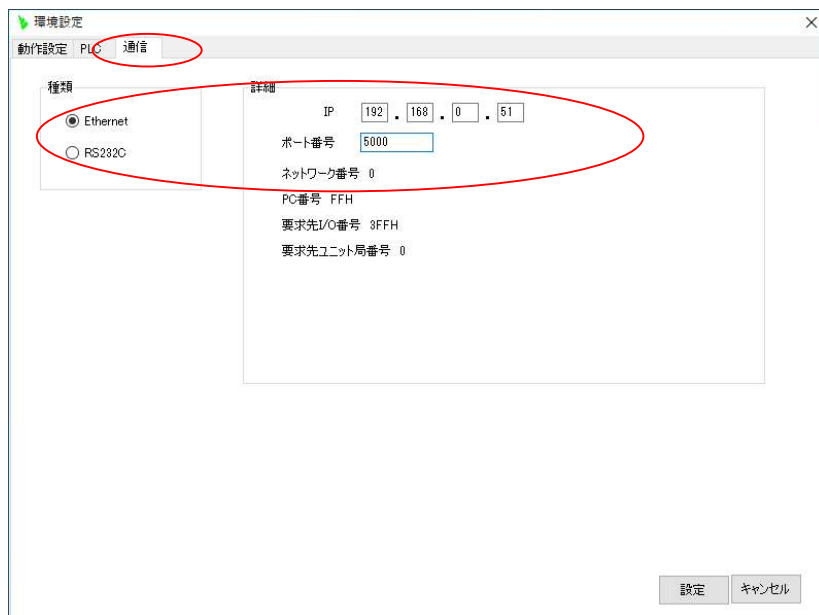 環境設定
動作設定 PLC 通信
種類
Ethernet
RS232C
詳細
IP 192 . 168 . 0 . 51
ポート番号 5000
ネットワーク番号 0
PC番号 FFH
要求先I/O番号 3FFH
要求先ユニット局番号 0
設定 キャンセル